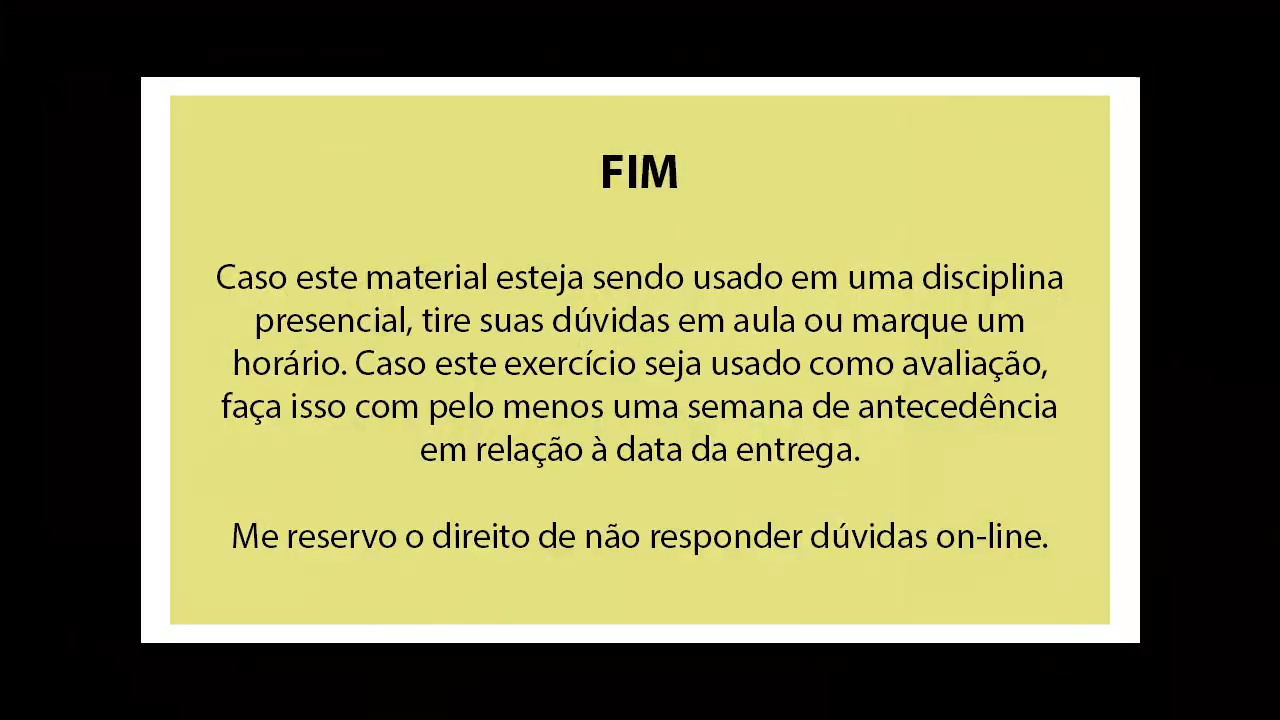 FIM
Caso este material esteja sendo usado em uma disciplina
presencial, tire suas dúvidas em aula ou marque um
horário. Caso este exercício seja usado como avaliação,
faça isso com pelo menos uma semana de antecedência
em relação à data da entrega.
Me reservo o direito de não responder dúvidas on-line.